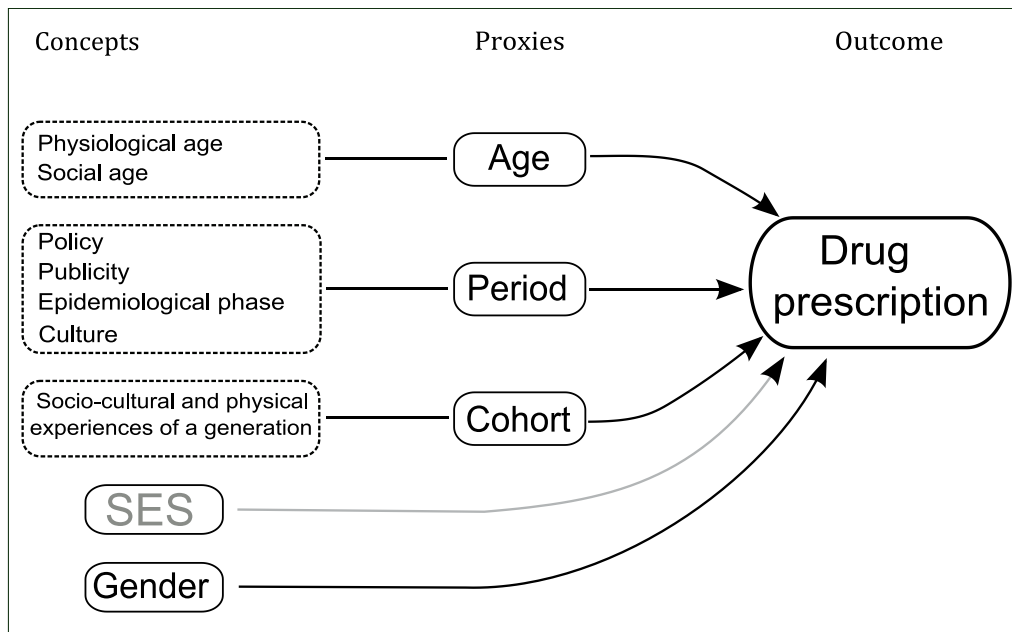 Concepts
Proxies
Outcome
Physiological age
Social age
Age
Policy
Publicity
Epidemiological phase
Culture
Period
Drug
prescription
Socio-cultural and physical
experiences of a generation
Cohort
SES
Gender